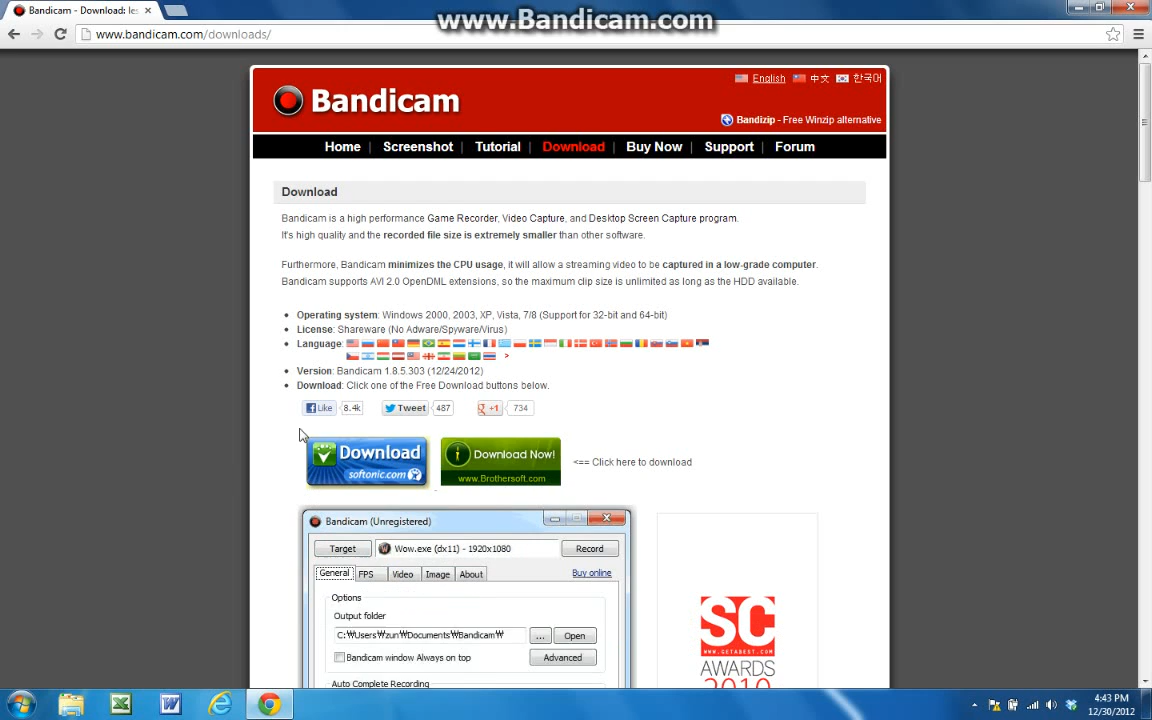 Bandicam - Download: les
www.Bandicam.com
www.bandicam.com/downloads/
English 中文 한국어
Bandicam
Bandizip - Free Winzip alternative
Home | Screenshot | Tutorial | Download | Buy Now | Support | Forum
Download
Bandicam is a high performance Game Recorder, Video Capture, and Desktop Screen Capture program.
It's high quality and the recorded file size is extremely smaller than other software.
Furthermore, Bandicam minimizes the CPU usage, it will allow a streaming video to be captured in a low-grade computer.
Bandicam supports AVI 2.0 OpenDML extensions, so the maximum clip size is unlimited as long as the HDD available.
Operating system: Windows 2000, 2003, XP, Vista, 7/8 (Support for 32-bit and 64-bit)
License: Shareware (No Adware/Spyware/Virus)
Language:
Version: Bandicam 1.8.5.303 (12/24/2012)
Download: Click one of the Free Download buttons below.
Like 8.4k Tweet 487 +1 734
Download Download Now! <== Click here to download
softonic.com www.Brothersoft.com
Bandicam (Unregistered)
Target Wow.exe (dx11) - 1920x1080 Record
General FPS Video Image About Buy online
Options
Output folder
C:₩Users₩zun₩Documents₩Bandicam₩ ... Open
Bandicam window Always on top Advanced
Auto Complete Recording
SC
WWW.GETABEST.COM
AWARDS
2010
4:43 PM
12/30/2012